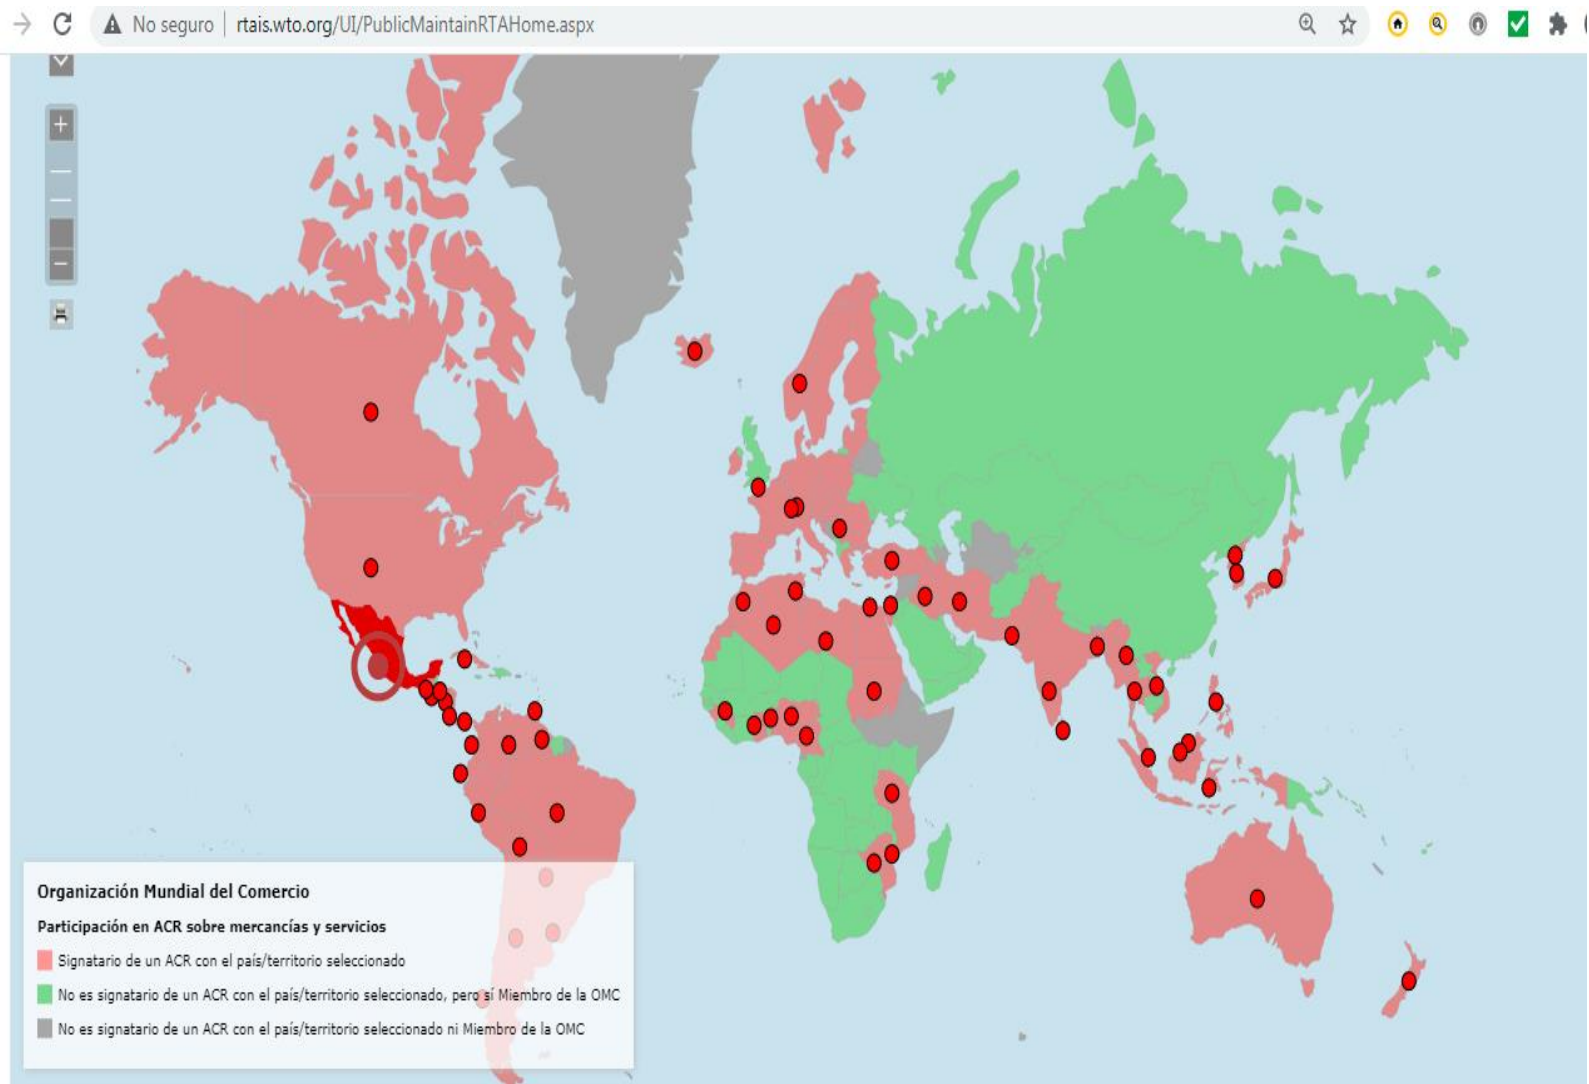 No seguro | rtais.wto.org/UI/PublicMaintainRTAHome.aspx
Organización Mundial del Comercio
Participación en ACR sobre mercancías y servicios
Signatario de un ACR con el país/territorio seleccionado
No es signatario de un ACR con el país/territorio seleccionado, pero sí Miembro de la OMC
No es signatario de un ACR con el país/territorio seleccionado ni Miembro de la OMC